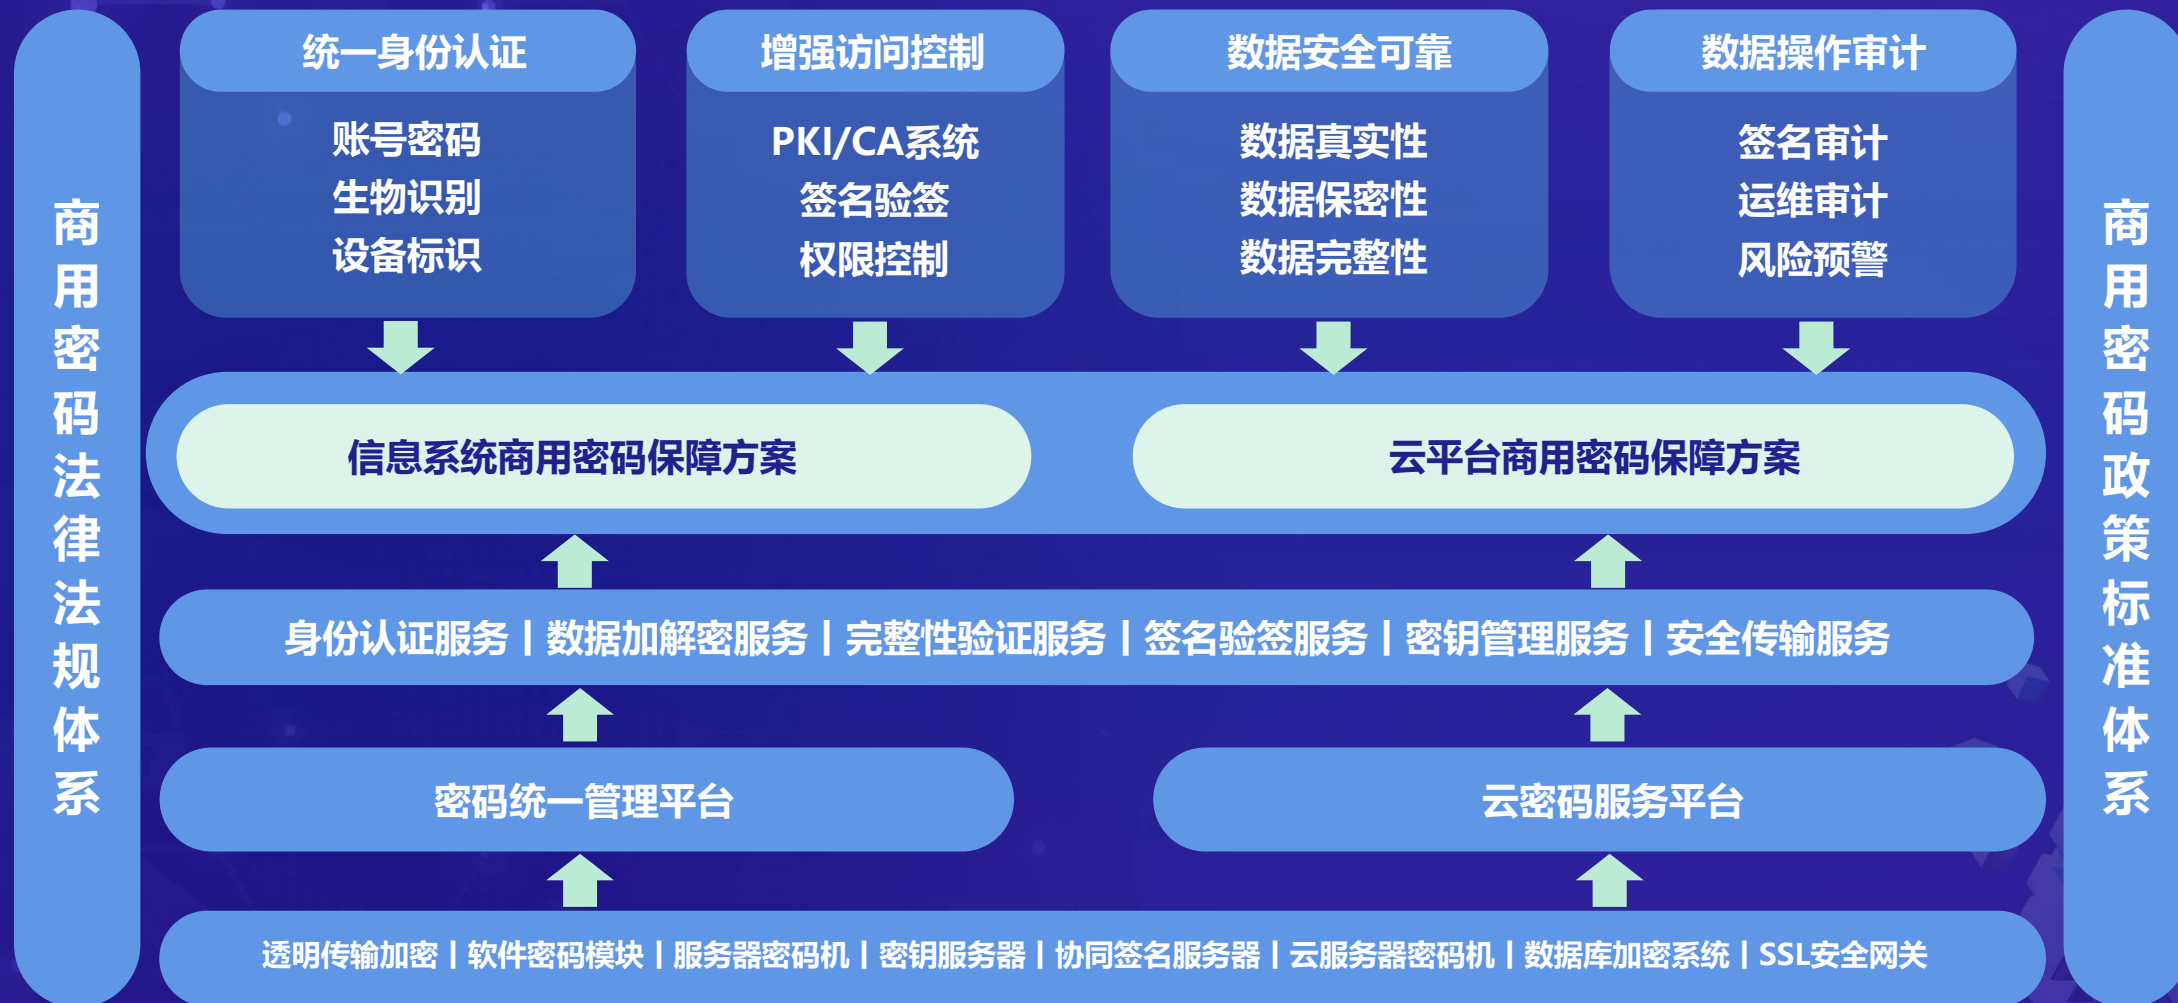 商用密码法律法规体系
统一身份认证
账号密码
生物识别
设备标识
增强访问控制
PKI/CA系统
签名验签
权限控制
数据安全可靠
数据真实性
数据保密性
数据完整性
数据操作审计
签名审计
运维审计
风险预警
信息系统商用密码保障方案
云平台商用密码保障方案
身份认证服务丨数据加解密服务丨完整性验证服务丨签名验签服务丨密钥管理服务丨安全传输服务
密码统一管理平台
云密码服务平台
透明传输加密丨软件密码模块丨服务器密码机丨密钥服务器丨协同签名服务器丨云服务器密码机丨数据库加密系统丨SSL安全网关
商用密码政策标准体系